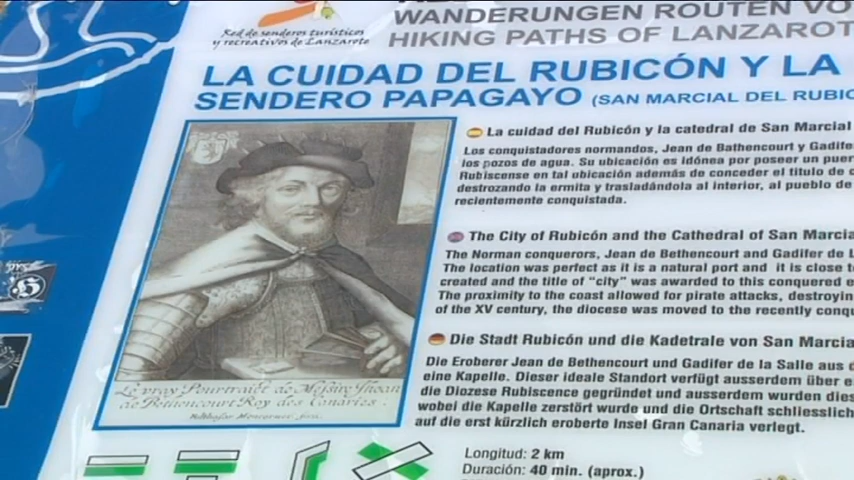 Red de senderos turísticos
y recreativos de Lanzarote
WANDERUNGEN ROUTEN VO
HIKING PATHS OF LANZAROT
LA CUIDAD DEL RUBICÓN Y LA
SENDERO PAPAGAYO (SAN MARCIAL DEL RUBIC
La cuidad del Rubicón y la catedral de San Marcial
Los conquistadores normandos, Jean de Bathencourt y Gadife
los pozos de agua. Su ubicación es idónea por poseer un puer
Rubiscense en tal ubicación además de conceder el título de c
destrozando la ermita y trasladándola al interior, al pueblo de
recientemente conquistada.
The City of Rubicón and the Cathedral of San Marcia
The Norman conquerors, Jean de Bethencourt and Gadifer de L
The location was perfect as it is a natural port and it is close t
created and the title of “city” was awarded to this conquered e
The proximity to the coast allowed for pirate attacks, destroyin
of the XV century, the diocese was moved to the recently conqu
Die Stadt Rubicón und die Kadetrale von San Marcia
Die Eroberer Jean de Bethencourt und Gadifer de la Salle aus d
eine Kapelle. Dieser ideale Standort verfügt ausserdem über e
die Diozese Rubiscence gegründet und ausserdem wurden dies
wobei die Kapelle zerstört wurde und die Ortschaft schliesslich
auf die erst kürzlich eroberte Insel Gran Canaria verlegt.
Le vray Pourtraict de Messire Jhean
de Bethencourt Roy des Canaries.
Longitud: 2 km
Duración: 40 min. (aprox.)